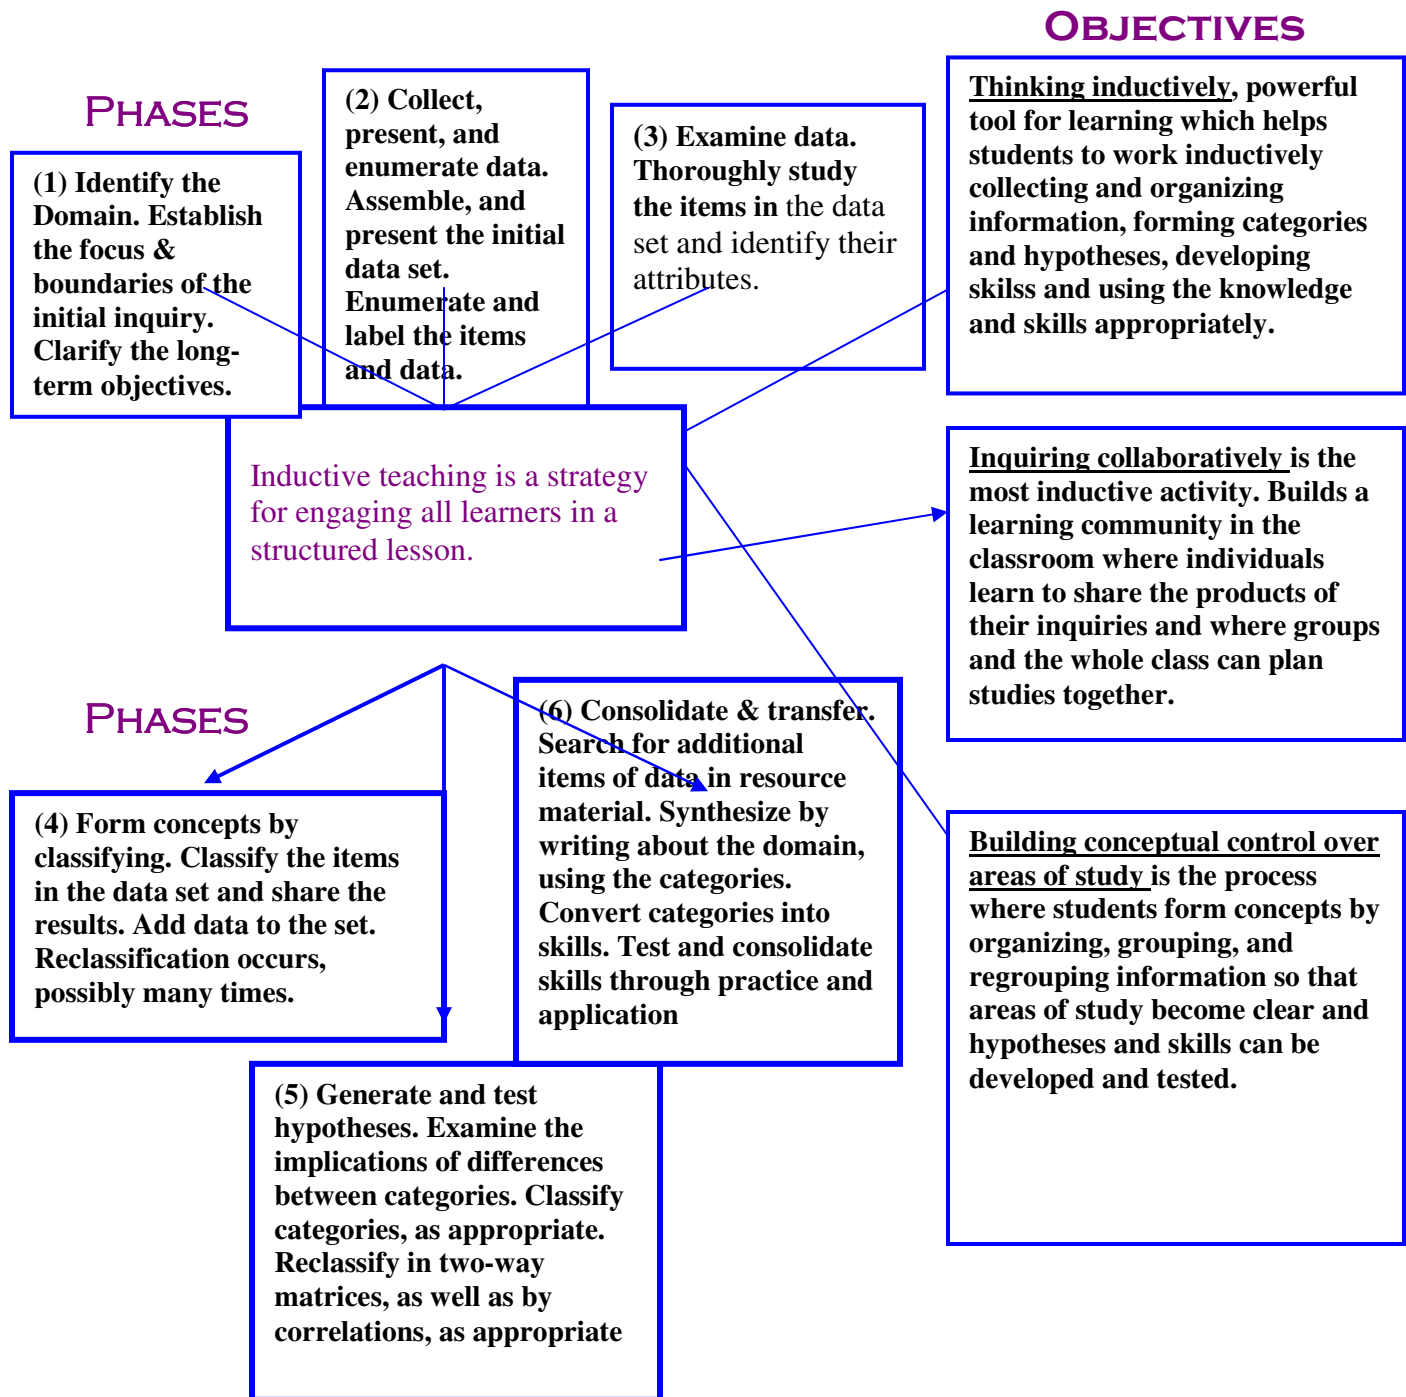 OBJECTIVES
PHASES
(1) Identify the
Domain. Establish
the focus &
boundaries of the
initial inquiry.
Clarify the long-
term objectives.
(2) Collect,
present, and
enumerate data.
Assemble, and
present the initial
data set.
Enumerate and
label the items
and data.
(3) Examine data.
Thoroughly study
the items in the data
set and identify their
attributes.
Thinking inductively, powerful
tool for learning which helps
students to work inductively
collecting and organizing
information, forming categories
and hypotheses, developing
skilss and using the knowledge
and skills appropriately.
Inductive teaching is a strategy
for engaging all learners in a
structured lesson.
Inquiring collaboratively is the
most inductive activity. Builds a
learning community in the
classroom where individuals
learn to share the products of
their inquiries and where groups
and the whole class can plan
studies together.
PHASES
(4) Form concepts by
classifying. Classify the items
in the data set and share the
results. Add data to the set.
Reclassification occurs,
possibly many times.
(6) Consolidate & transfer.
Search for additional
items of data in resource
material. Synthesize by
writing about the domain,
using the categories.
Convert categories into
skills. Test and consolidate
skills through practice and
application
Building conceptual control over
areas of study is the process
where students form concepts by
organizing, grouping, and
regrouping information so that
areas of study become clear and
hypotheses and skills can be
developed and tested.
(5) Generate and test
hypotheses. Examine the
implications of differences
between categories. Classify
categories, as appropriate.
Reclassify in two-way
matrices, as well as by
correlations, as appropriate